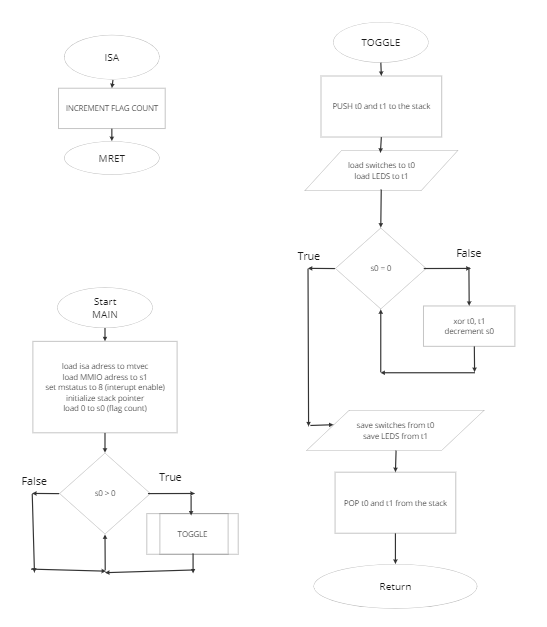 ISA
INCREMENT FLAG COUNT
MRET
Start
MAIN
load isa adress to mtvec
load MMIO adress to s1
set mstatus to 8 (interupt enable)
initialize stack pointer
load 0 to s0 (flag count)
False
True
s0 > 0
TOGGLE
TOGGLE
PUSH t0 and t1 to the stack
load switches to t0
load LEDS to t1
True
False
s0 = 0
xor t0, t1
decrement s0
save switches from t0
save LEDS from t1
POP t0 and t1 from the stack
Return